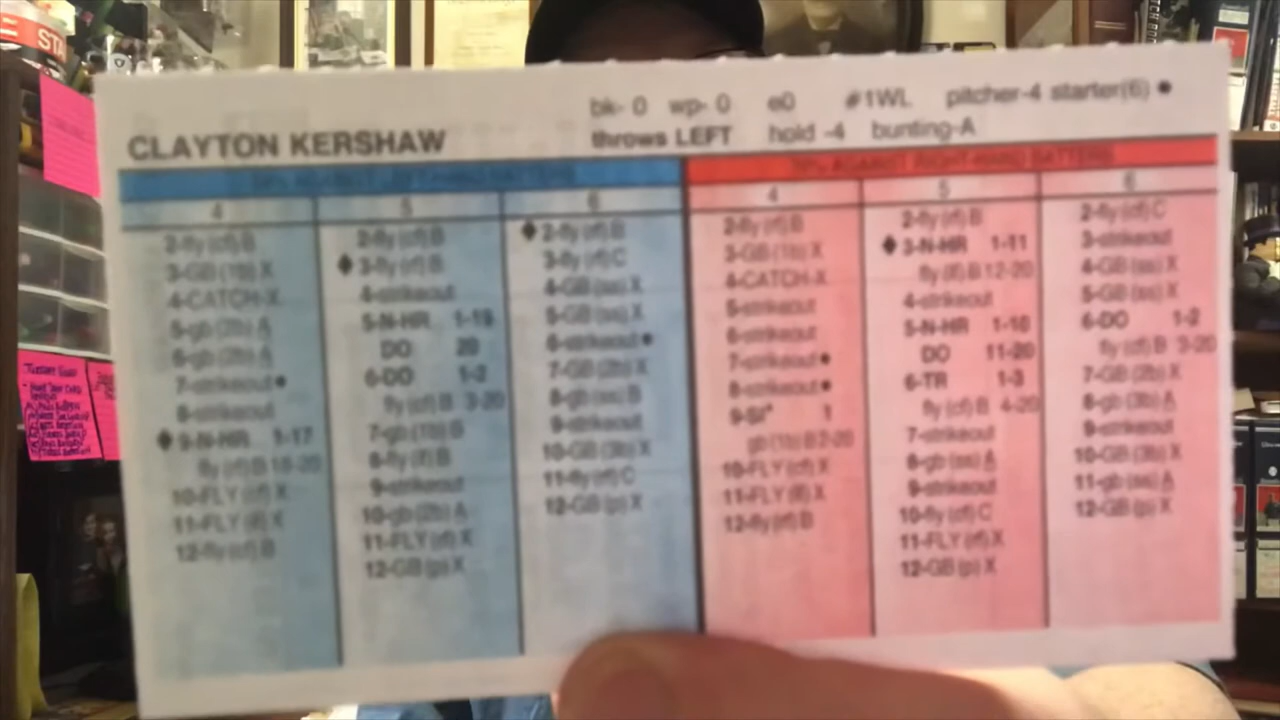 STA
bk- 0 wp- 0 e0 #1WL pitcher-4 starter(6) ●
CLAYTON KERSHAW throws LEFT hold -4 bunting-A
AGAINST RIGHT-HAND BATTERS
4
2-fly (cf) B
3-GB (1b) X
4-CATCH-X
5-gb (2b) A
6-gb (2b) A
7-strikeout ●
8-strikeout
♦ 9-N-HR 1-17
fly (cf) B 18-20
10-FLY (cf) X
11-FLY (lf) X
12-fly (cf) B
5
2-fly (cf) B
♦ 3-fly (rf) B
4-strikeout
5-N-HR 1-19
DO 20
6-DO 1-2
fly (cf) B 3-20
7-gb (1b) B
8-fly (lf) B
9-strikeout
10-gb (2b) A
11-FLY (rf) X
12-GB (p) X
6
♦ 2-fly (rf) B
3-fly (rf) C
4-GB (ss) X
5-GB (ss) X
6-strikeout ●
7-GB (2b) X
8-gb (ss) B
9-strikeout
10-GB (3b) X
11-fly (rf) C
12-GB (p) X
4
2-fly (rf) B
3-GB (1b) X
4-CATCH-X
5-strikeout
6-strikeout
7-strikeout ●
8-strikeout ●
9-SI* 1
gb (1b) B 2-20
10-FLY (cf) X
11-FLY (lf) X
12-fly (rf) B
5
2-fly (rf) B
♦ 3-N-HR 1-11
fly (lf) B 12-20
4-strikeout
5-N-HR 1-10
DO 11-20
6-TR 1-3
fly (cf) B 4-20
7-strikeout
8-gb (ss) A
9-strikeout
10-fly (cf) C
11-FLY (rf) X
12-GB (p) X
6
2-fly (cf) C
3-strikeout
4-GB (ss) X
5-GB (ss) X
6-DO 1-2
fly (cf) B 3-20
7-GB (2b) X
8-gb (3b) A
9-strikeout
10-GB (3b) X
11-gb (ss) A
12-GB (p) X